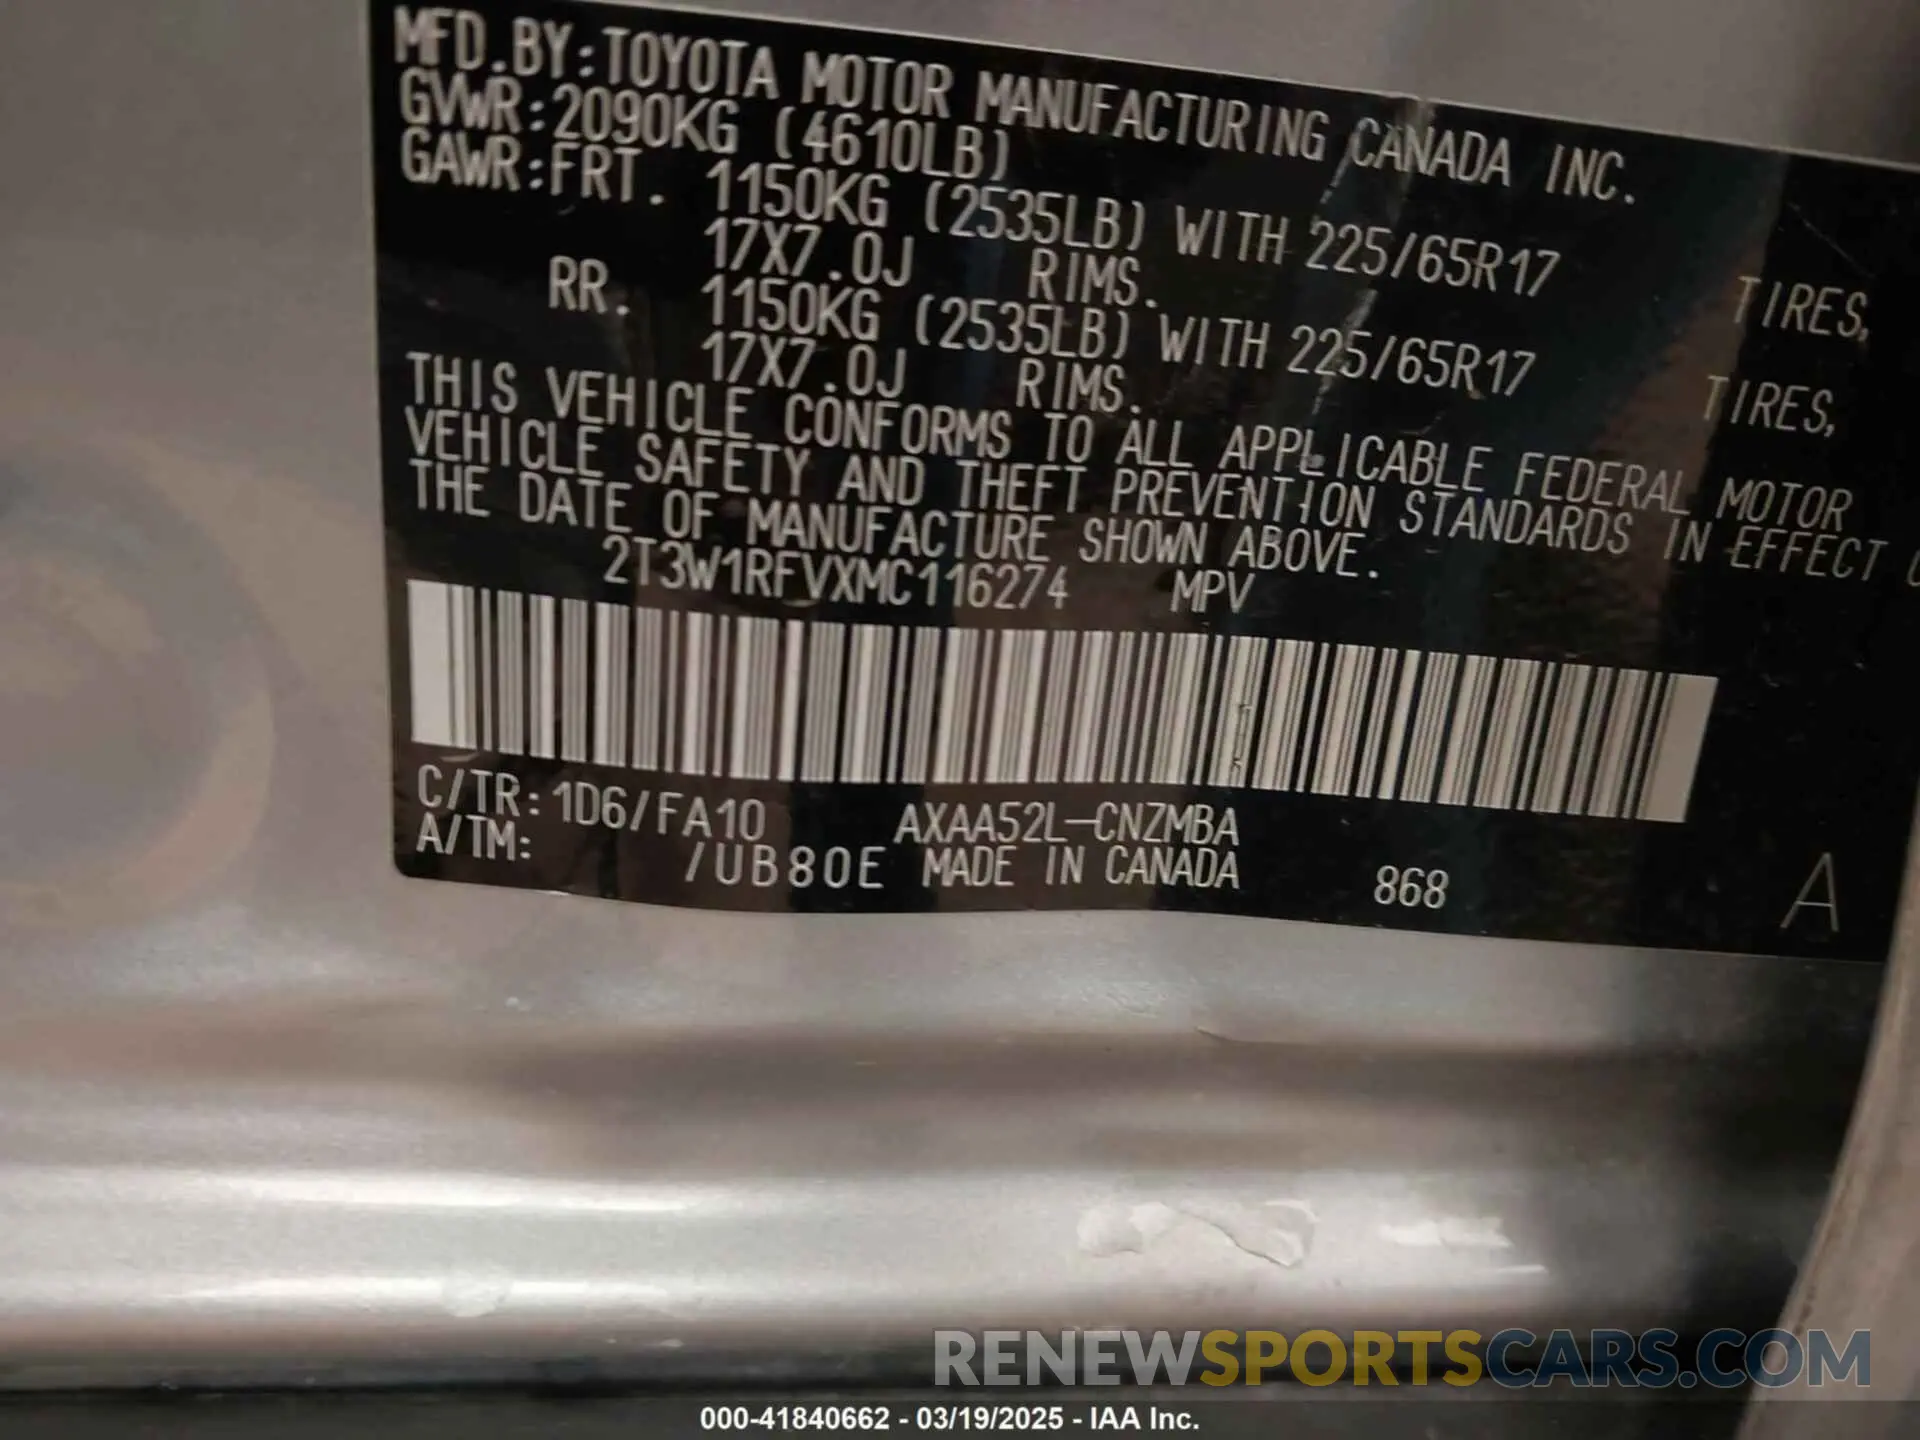 MFD.BY:TOYOTA MOTOR MANUFACTURING CANADA INC.
GVWR:2090KG (4610LB)
GAWR:FRT. 1150KG (2535LB) WITH 225/65R17 TIRES,
17X7.0J RIMS.
RR. 1150KG (2535LB) WITH 225/65R17 TIRES,
17X7.0J RIMS.
THIS VEHICLE CONFORMS TO ALL APPLICABLE FEDERAL MOTOR
VEHICLE SAFETY AND THEFT PREVENTION STANDARDS IN EFFECT
THE DATE OF MANUFACTURE SHOWN ABOVE.
2T3W1RFVXMC116274 MPV
C/TR:1D6/FA10 AXAA52L-CNZMBA
A/TM: /UB80E MADE IN CANADA 868 A
RENEWSPORTSCARS.COM
000-41840662 - 03/19/2025 - IAA Inc.